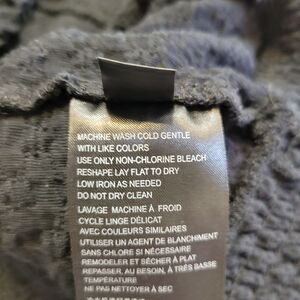 MACHINE WASH COLD GENTLE
WITH LIKE COLORS
USE ONLY NON-CHLORINE BLEACH
RESHAPE LAY FLAT TO DRY
LOW IRON AS NEEDED
DO NOT DRY CLEAN
LAVAGE MACHINE À FROID
CYCLE LINGE DÉLICAT
AVEC COULEURS SIMILAIRES
UTILISER UN AGENT DE BLANCHIMENT
SANS CHLORE SI NÉCESSAIRE
REMODELER ET SÉCHER À PLAT
REPASSER, AU BESOIN, À TRÈS BASSE
TEMPÉRATURE
NE PAS NETTOYER À SEC